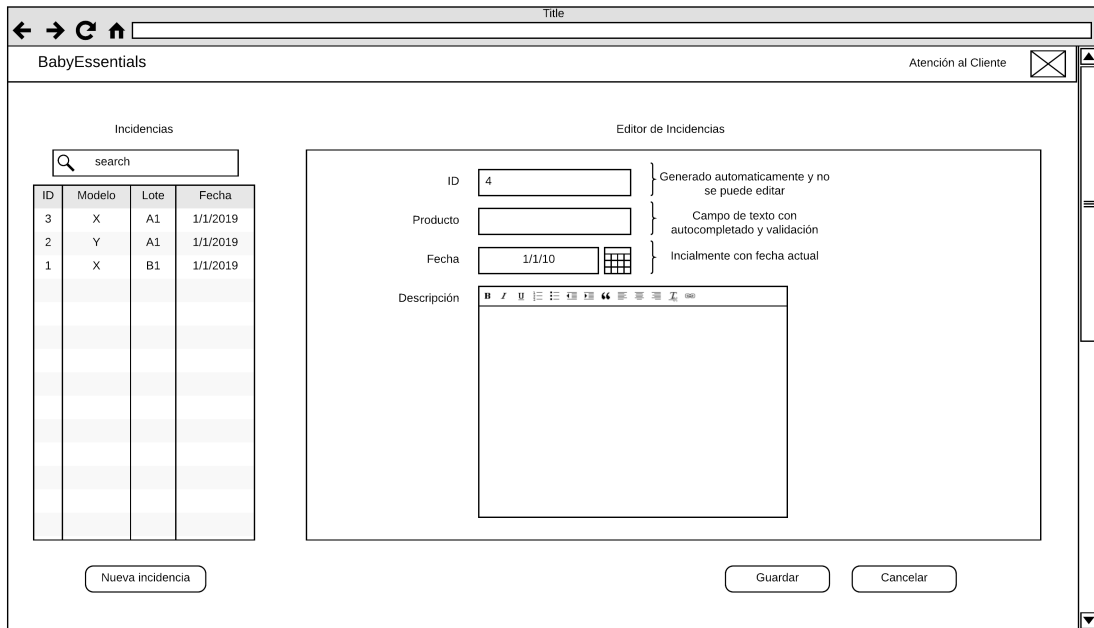 Title
BabyEssentials
Atención al Cliente
Incidencias
search
ID Modelo Lote Fecha
3 X A1 1/1/2019
2 Y A1 1/1/2019
1 X B1 1/1/2019
Nueva incidencia
Editor de Incidencias
ID 4
Generado automaticamente y no
se puede editar
Producto
Campo de texto con
autocompletado y validación
Fecha 1/1/10
Incialmente con fecha actual
Descripción
B I U
Guardar Cancelar